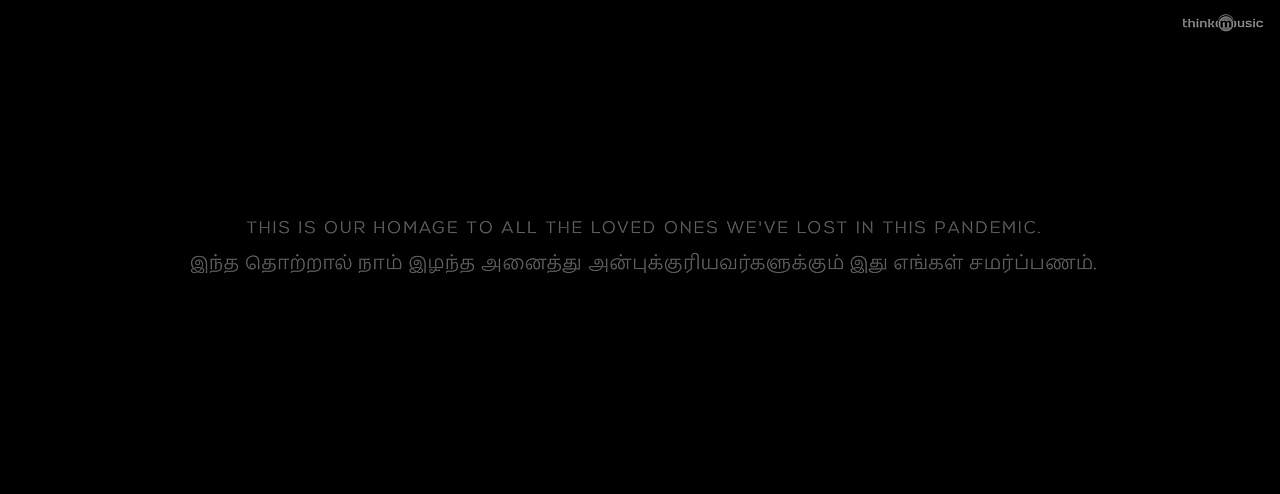 thinkmusic
THIS IS OUR HOMAGE TO ALL THE LOVED ONES WE'VE LOST IN THIS PANDEMIC.
இந்த தொற்றால் நாம் இழந்த அனைத்து அன்புக்குரியவர்களுக்கும் இது எங்கள் சமர்ப்பணம்.